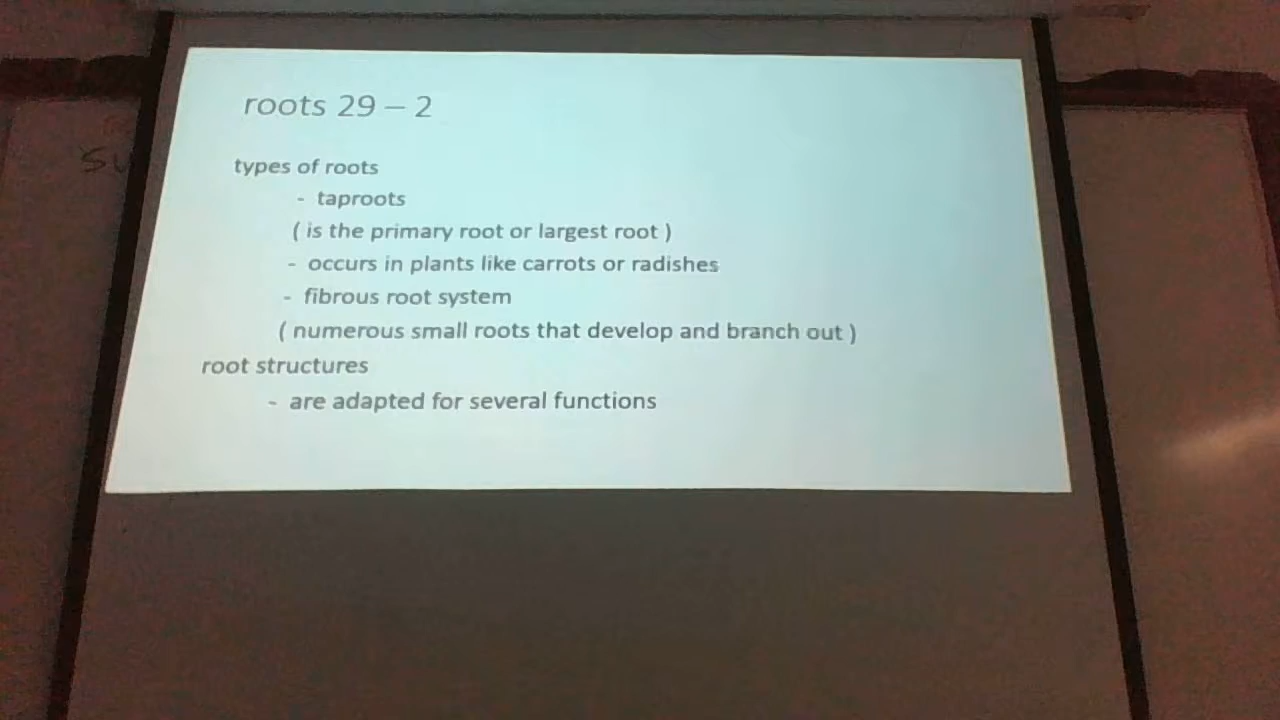 roots 29 – 2
types of roots
- taproots
( is the primary root or largest root )
- occurs in plants like carrots or radishes
- fibrous root system
( numerous small roots that develop and branch out )
root structures
- are adapted for several functions